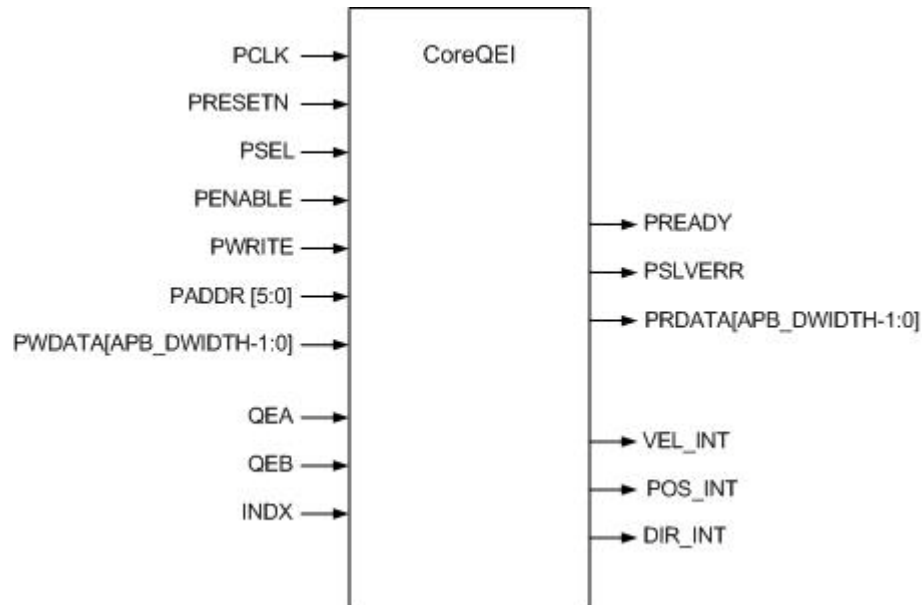 CoreQEI
PCLK
PRESETN
PSEL
PENABLE
PWRITE
PADDR [5:0]
PWDATA[APB_DWIDTH-1:0]
QEA
QEB
INDX
PREADY
PSLVERR
PRDATA[APB_DWIDTH-1:0]
VEL_INT
POS_INT
DIR_INT